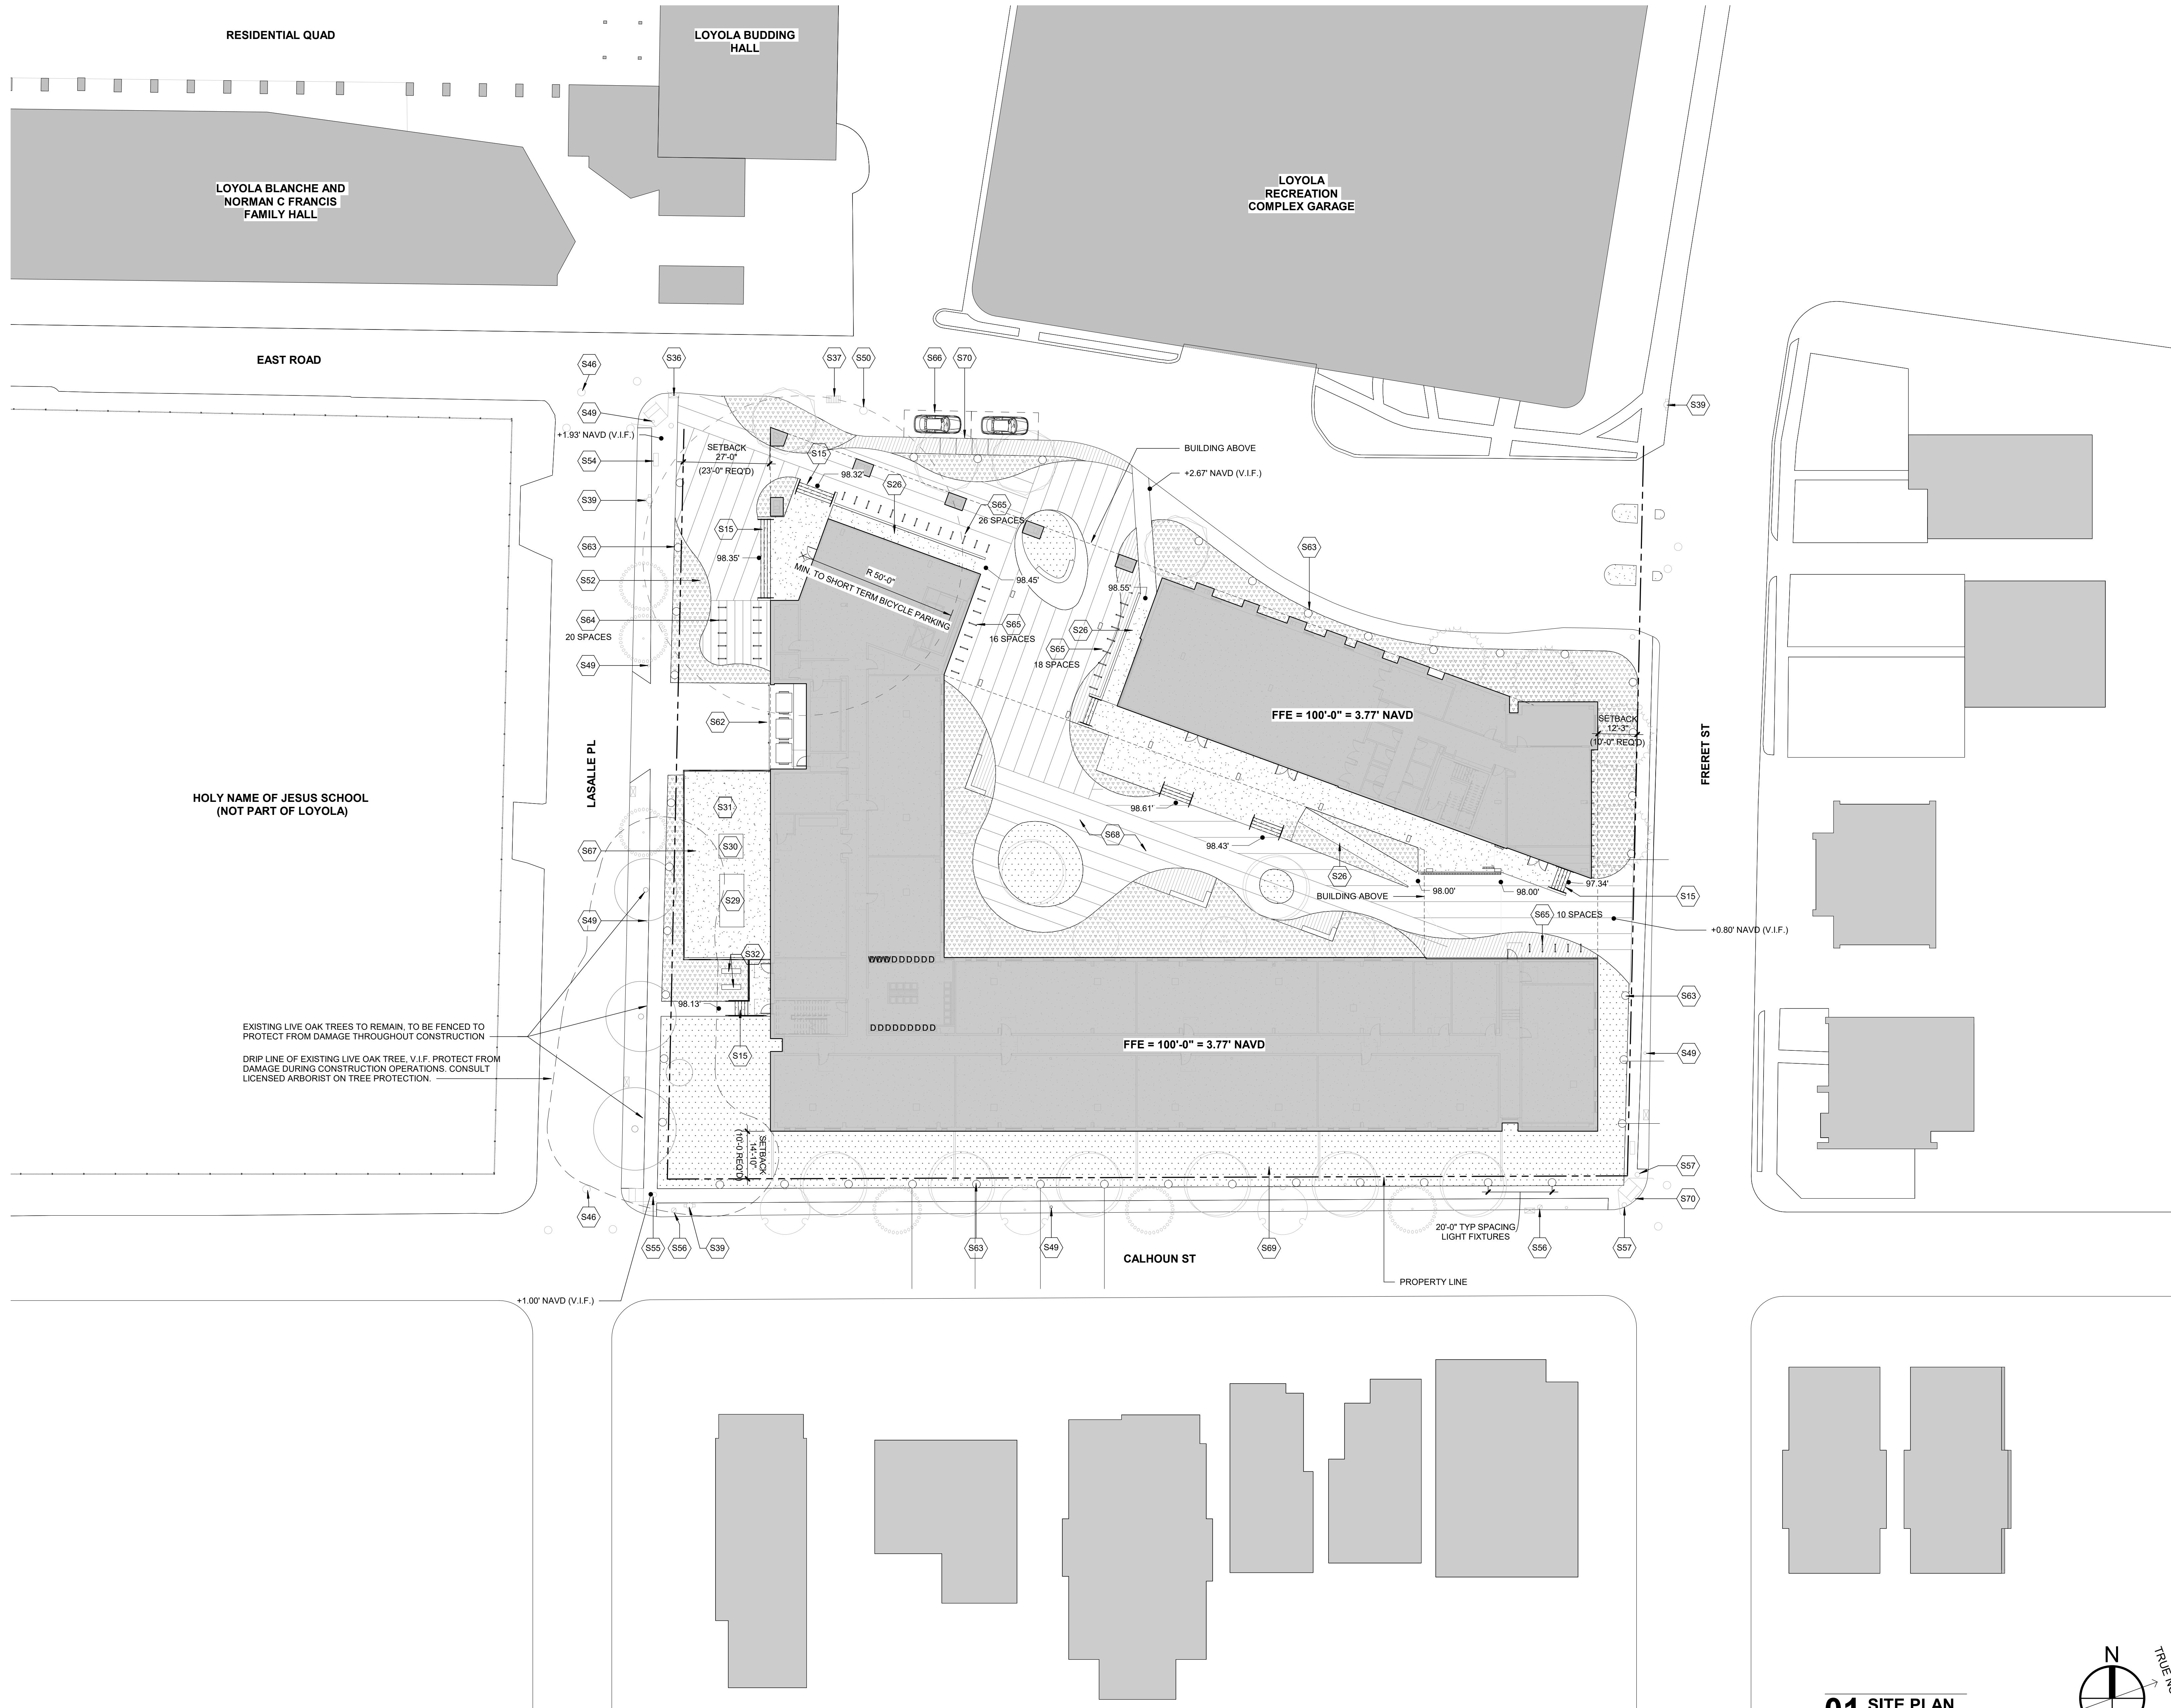 RESIDENTIAL QUAD
LOYOLA BUDDING
HALL
LOYOLA BLANCHE AND
NORMAN C FRANCIS
FAMILY HALL
LOYOLA
RECREATION
COMPLEX GARAGE
EAST ROAD
S46
S36
S37
S50
S66
S70
S39
S49
+1.93' NAVD (V.I.F.)
SETBACK
27'-0"
(23'-0" REQ'D)
S15
98.32'
BUILDING ABOVE
+2.67' NAVD (V.I.F.)
S54
S26
S39
S65
26 SPACES
S15
98.35'
S63
S63
R 50'-0"
MIN. TO SHORT TERM BICYCLE PARKING
98.45'
98.55'
S52
S64
20 SPACES
S65
16 SPACES
S26
S65
18 SPACES
S49
S62
FFE = 100'-0" = 3.77' NAVD
SETBACK
12'-3"
(10'-0" REQ'D)
LASALLE PL
FRERET ST
HOLY NAME OF JESUS SCHOOL
(NOT PART OF LOYOLA)
S31
98.61'
S30
S67
S68
98.43'
S26
S29
98.00'
98.00'
97.34'
BUILDING ABOVE
S15
S49
S65
10 SPACES
+0.80' NAVD (V.I.F.)
S32
DDDDDDD
98.13'
S63
EXISTING LIVE OAK TREES TO REMAIN, TO BE FENCED TO
PROTECT FROM DAMAGE THROUGHOUT CONSTRUCTION
DDDDDDDDD
FFE = 100'-0" = 3.77' NAVD
S15
S49
DRIP LINE OF EXISTING LIVE OAK TREE, V.I.F. PROTECT FROM
DAMAGE DURING CONSTRUCTION OPERATIONS. CONSULT
LICENSED ARBORIST ON TREE PROTECTION.
SETBACK
14'-10"
(10'-0 REQ'D)
S57
S70
S46
20'-0" TYP SPACING
LIGHT FIXTURES
S55
S56
S39
S63
S49
S69
S56
S57
CALHOUN ST
PROPERTY LINE
+1.00' NAVD (V.I.F.)
N
01 SITE PLAN